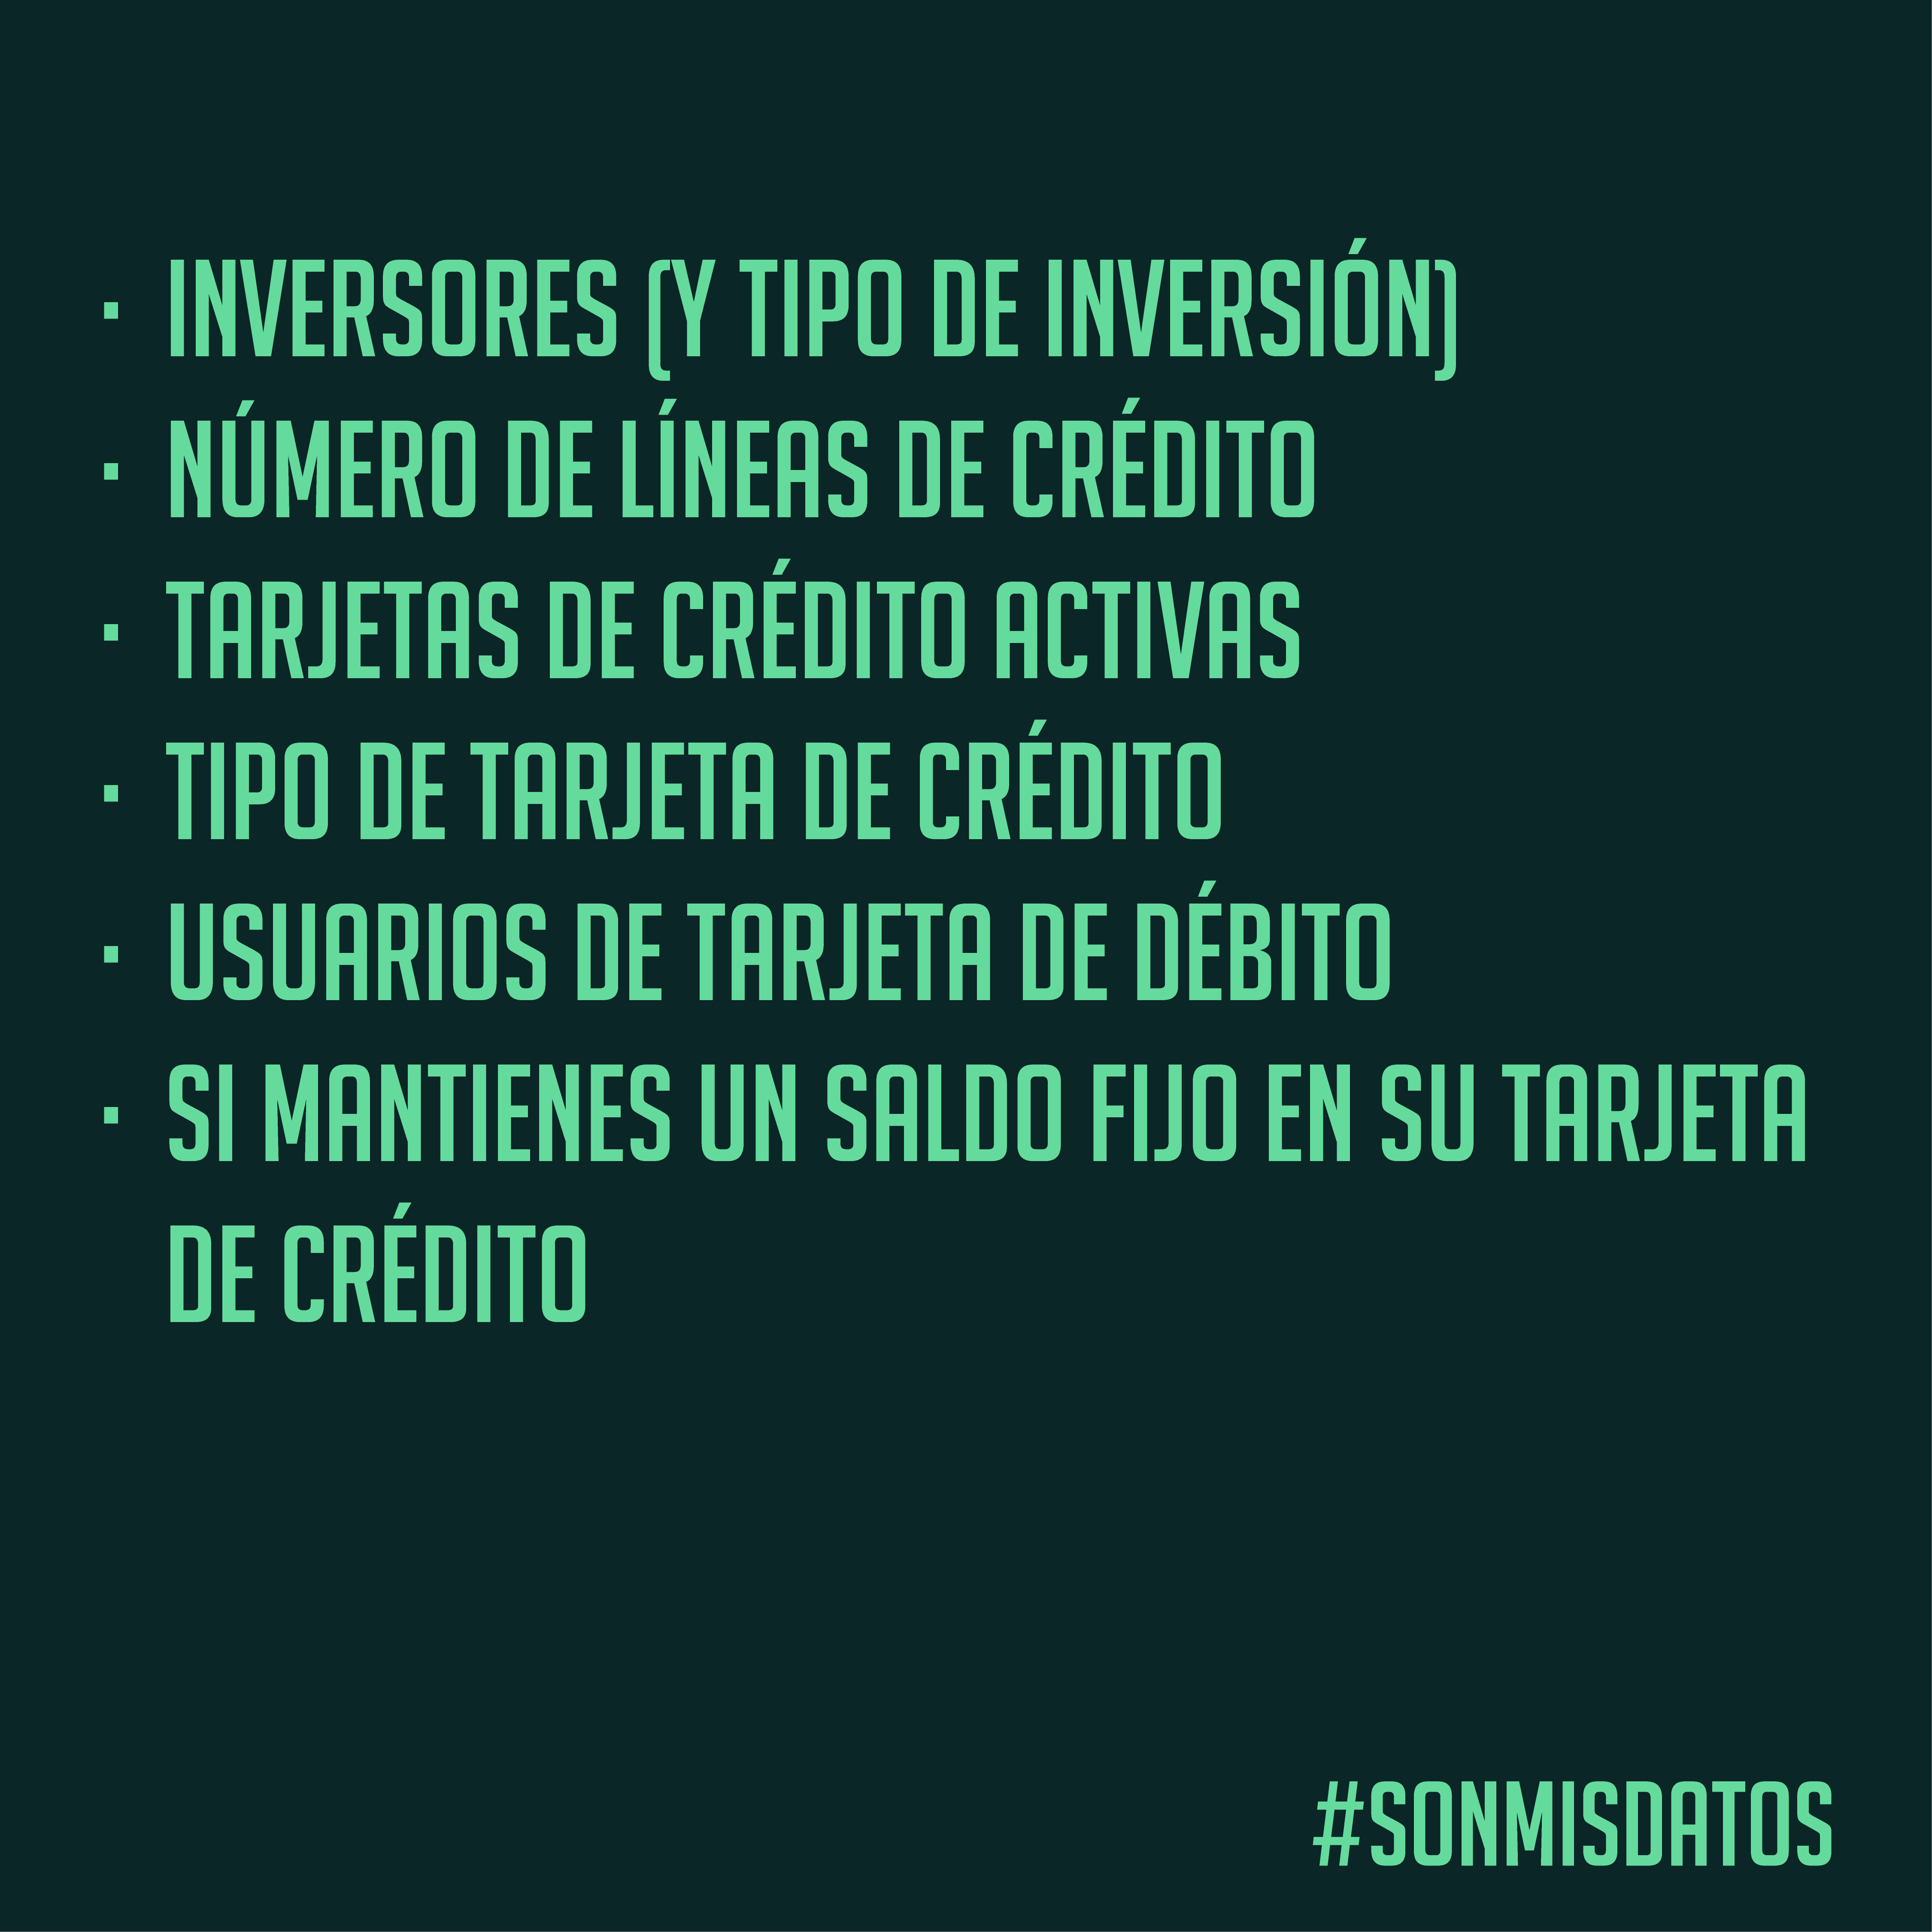 · INVERSORES (Y TIPO DE INVERSIÓN)
· NÚMERO DE LÍNEAS DE CRÉDITO
· TARJETAS DE CRÉDITO ACTIVAS
· TIPO DE TARJETA DE CRÉDITO
· USUARIOS DE TARJETA DE DÉBITO
· SI MANTIENES UN SALDO FIJO EN SU TARJETA
DE CRÉDITO
#SONMISDATOS